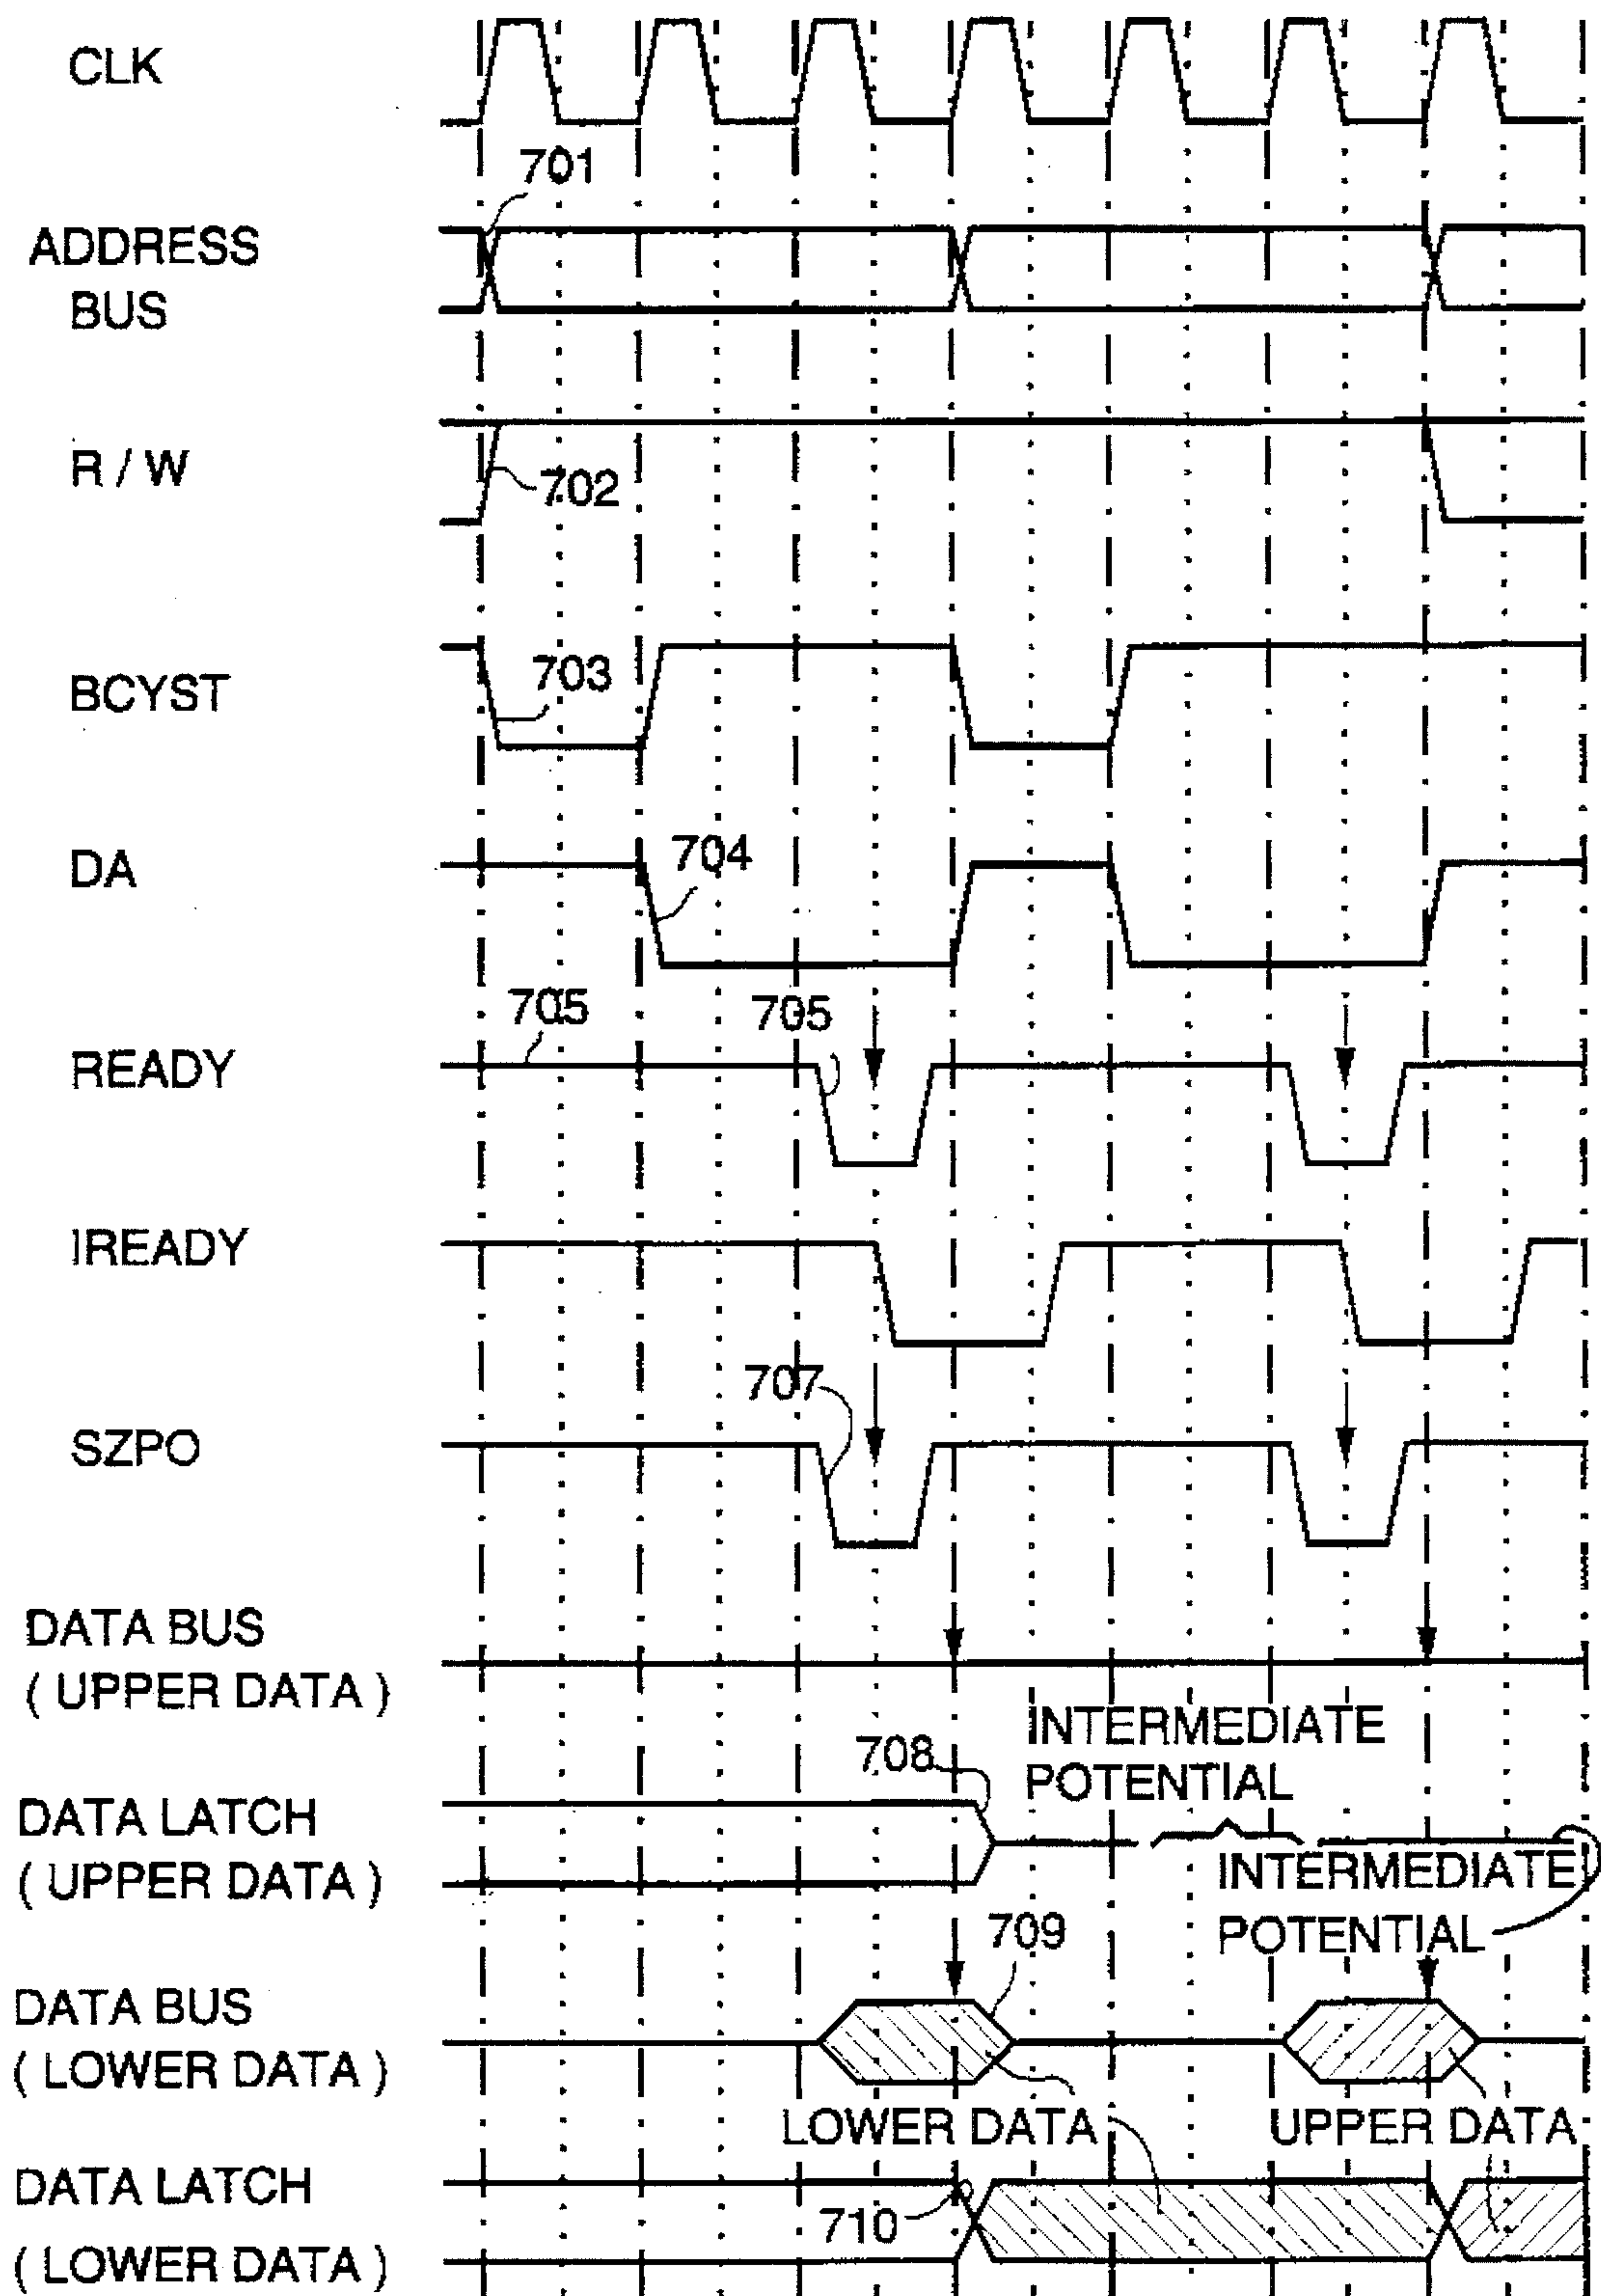 CLK
701
ADDRESS
BUS
R / W
702
BCYST
703
DA
704
705
705
READY
IREADY
707
SZPO
DATA BUS
( UPPER DATA )
INTERMEDIATE
POTENTIAL
708
DATA LATCH
( UPPER DATA )
INTERMEDIATE
POTENTIAL
709
DATA BUS
( LOWER DATA )
LOWER DATA
UPPER DATA
DATA LATCH
710
( LOWER DATA )